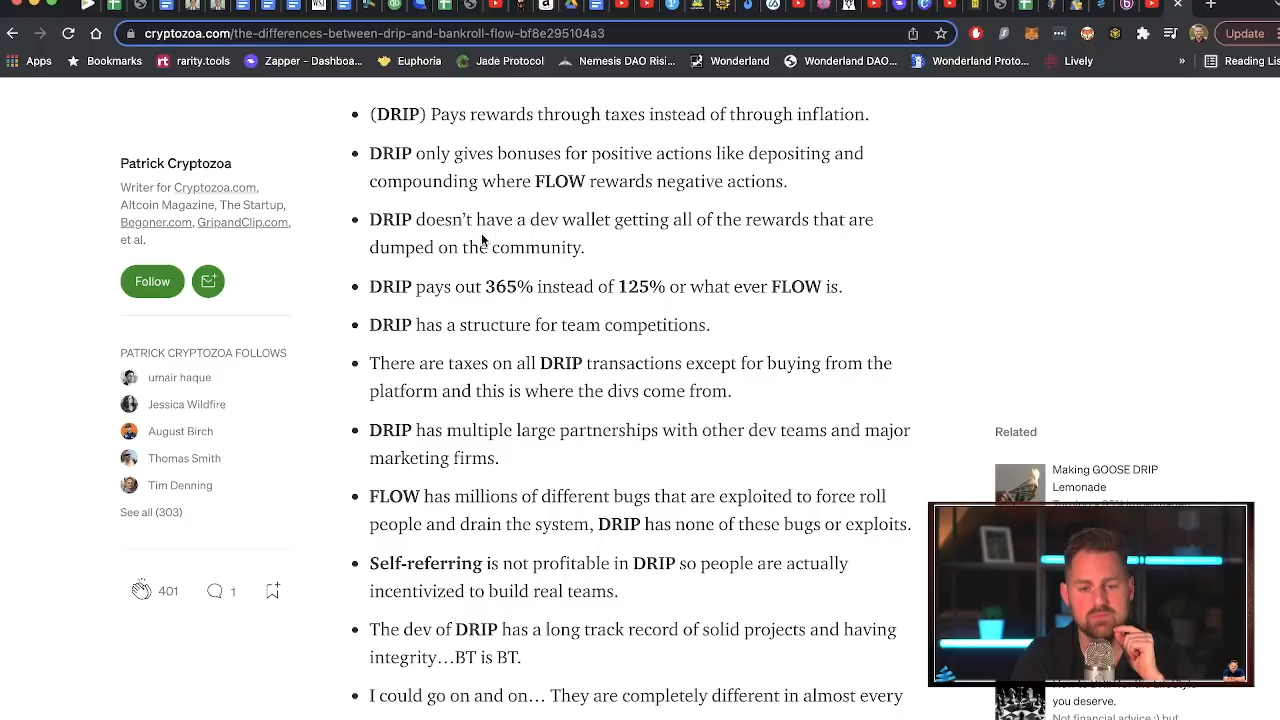 cryptozoa.com/the-differences-between-drip-and-bankroll-flow-bf8e295104a3
Update
Apps
Bookmarks
rarity.tools
Zapper - Dashboa...
Euphoria
Jade Protocol
Nemesis DAO Risi...
Wonderland
Wonderland DAO...
Wonderland Proto...
Lively
»
Reading Lis
• (DRIP) Pays rewards through taxes instead of through inflation.
• DRIP only gives bonuses for positive actions like depositing and
compounding where FLOW rewards negative actions.
• DRIP doesn’t have a dev wallet getting all of the rewards that are
dumped on the community.
• DRIP pays out 365% instead of 125% or what ever FLOW is.
• DRIP has a structure for team competitions.
• There are taxes on all DRIP transactions except for buying from the
platform and this is where the divs come from.
• DRIP has multiple large partnerships with other dev teams and major
marketing firms.
• FLOW has millions of different bugs that are exploited to force roll
people and drain the system, DRIP has none of these bugs or exploits.
• Self-referring is not profitable in DRIP so people are actually
incentivized to build real teams.
• The dev of DRIP has a long track record of solid projects and having
integrity…BT is BT.
• I could go on and on… They are completely different in almost every
Patrick Cryptozoa
Writer for Cryptozoa.com,
Altcoin Magazine, The Startup,
Begoner.com, GripandClip.com,
et al.
Follow
PATRICK CRYPTOZOA FOLLOWS
umair haque
Jessica Wildfire
August Birch
Thomas Smith
Tim Denning
See all (303)
401
1
Related
Making GOOSE DRIP
Lemonade
you deserve.
Not financial advice :) but